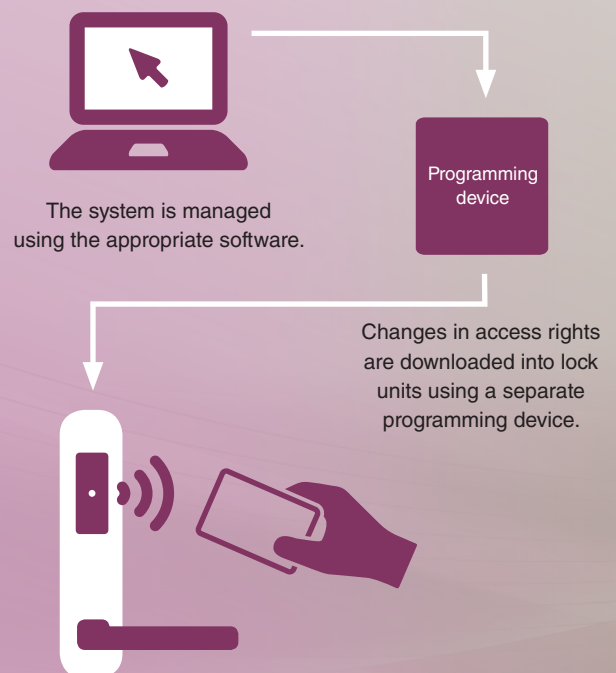 The system is managed
using the appropriate software.
Programming
device
Changes in access rights
are downloaded into lock
units using a separate
programming device.